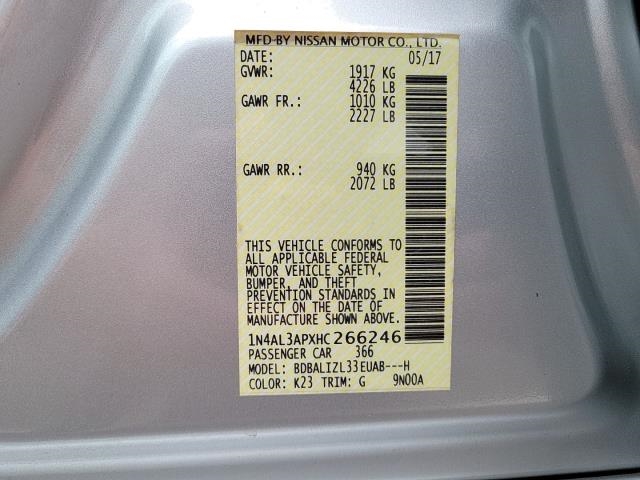 MFD-BY NISSAN MOTOR CO., LTD.
DATE: 05/17
GVWR: 1917 KG
4226 LB
GAWR FR.: 1010 KG
2227 LB
GAWR RR.: 940 KG
2072 LB
THIS VEHICLE CONFORMS TO
ALL APPLICABLE FEDERAL
MOTOR VEHICLE SAFETY,
BUMPER, AND THEFT
PREVENTION STANDARDS IN
EFFECT ON THE DATE OF
MANUFACTURE SHOWN ABOVE.
1N4AL3APXHC266246
PASSENGER CAR 366
MODEL: BDBALIZL33EUAB---H
COLOR: K23 TRIM: G 9N00A